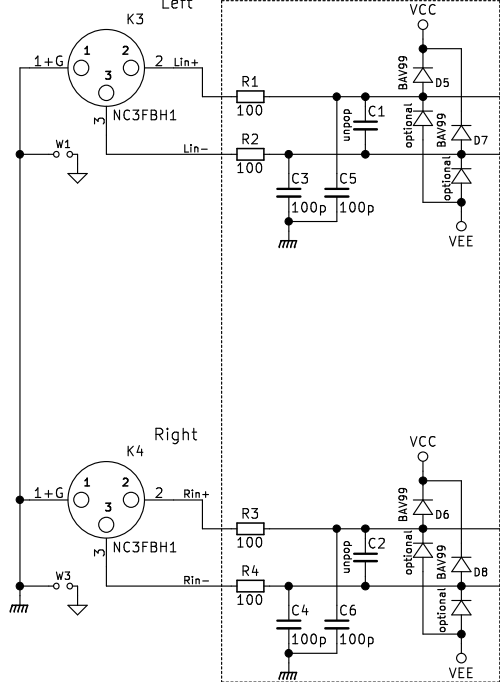 Left
K3
VCC
1+G
1
2
2
Lin+
3
3
NC3FBH1
R1
100
C1
unpop
BAV99
D5
optional
BAV99
D7
optional
W1
Lin-
R2
100
C3
100p
C5
100p
VEE
Right
K4
VCC
1+G
1
2
2
Rin+
3
3
NC3FBH1
R3
100
C2
unpop
BAV99
D6
optional
BAV99
D8
optional
W3
Rin-
R4
100
C4
100p
C6
100p
VEE